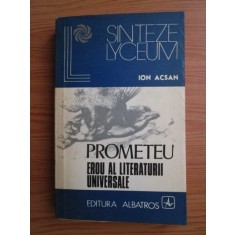 SINTEZE
LYCEUM
ION ACSAN
PROMETEU
EROU AL LITERATURII
UNIVERSALE
EDITURA ALBATROS